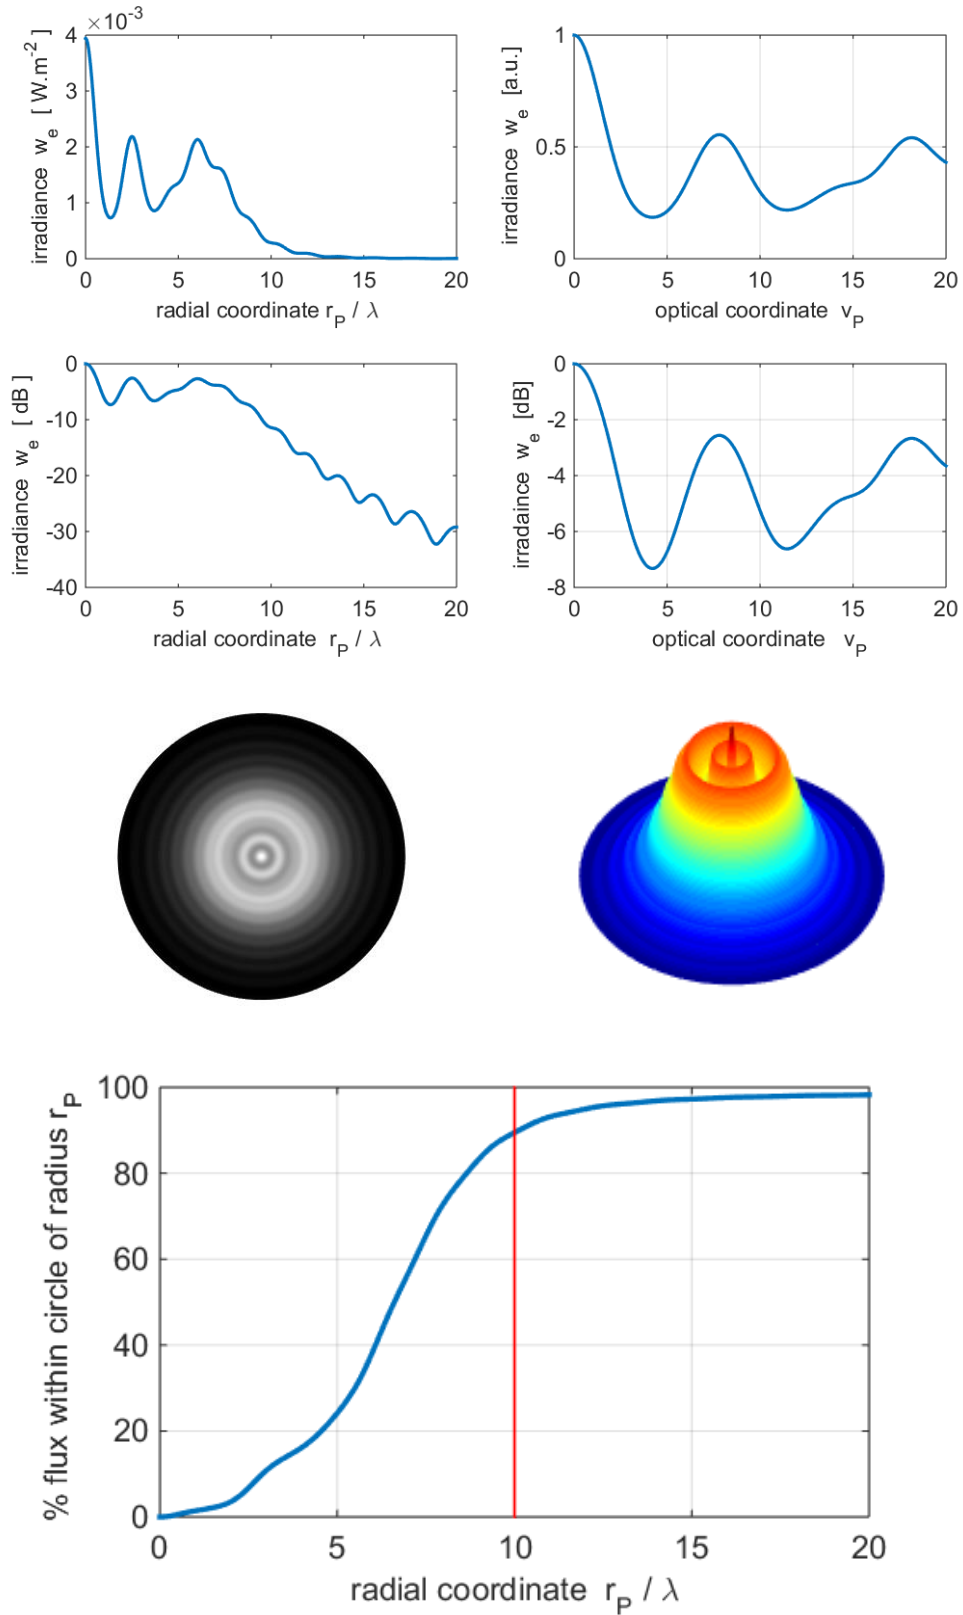 ×10⁻³
4
3
2
1
0
irradiance w_e [ W.m⁻² ]
0 5 10 15 20
radial coordinate r_P / λ
1
0.5
0
irradiance w_e [a.u.]
0 5 10 15 20
optical coordinate v_P
0
-10
-20
-30
-40
irradiance w_e [ dB ]
0 5 10 15 20
radial coordinate r_P / λ
0
-2
-4
-6
-8
irradaince w_e [dB]
0 5 10 15 20
optical coordinate v_P
100
80
60
40
20
0
% flux within circle of radius r_P
0 5 10 15 20
radial coordinate r_P / λ